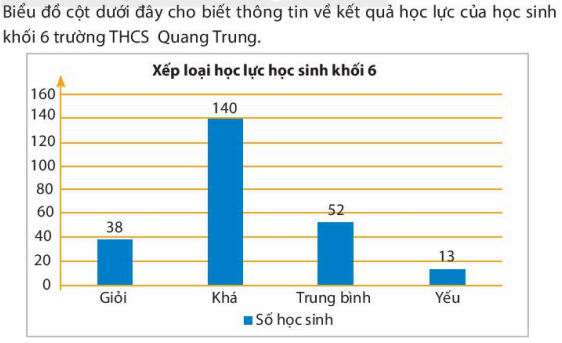 Biểu đồ cột dưới đây cho biết thông tin về kết quả học lực của học sinh
khối 6 trường THCS Quang Trung.
Xếp loại học lực học sinh khối 6
160
140
120
100
80
60
40
20
0
38
140
52
13
Giỏi Khá Trung bình Yếu
Số học sinh